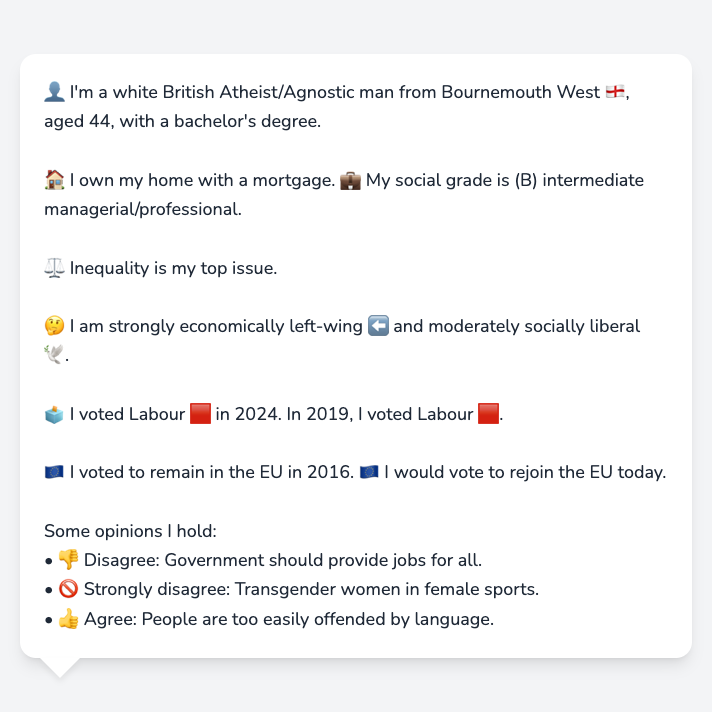 👤 I'm a white British Atheist/Agnostic man from Bournemouth West 🏴󠁧󠁢󠁥󠁮󠁧󠁿,
aged 44, with a bachelor's degree.
🏠 I own my home with a mortgage. 💼 My social grade is (B) intermediate
managerial/professional.
⚖️ Inequality is my top issue.
🤔 I am strongly economically left-wing ⬅️ and moderately socially liberal
🕊️.
🗳️ I voted Labour 🟥 in 2024. In 2019, I voted Labour 🟥.
🇪🇺 I voted to remain in the EU in 2016. 🇪🇺 I would vote to rejoin the EU today.
Some opinions I hold:
• 👎 Disagree: Government should provide jobs for all.
• 🚫 Strongly disagree: Transgender women in female sports.
• 👍 Agree: People are too easily offended by language.